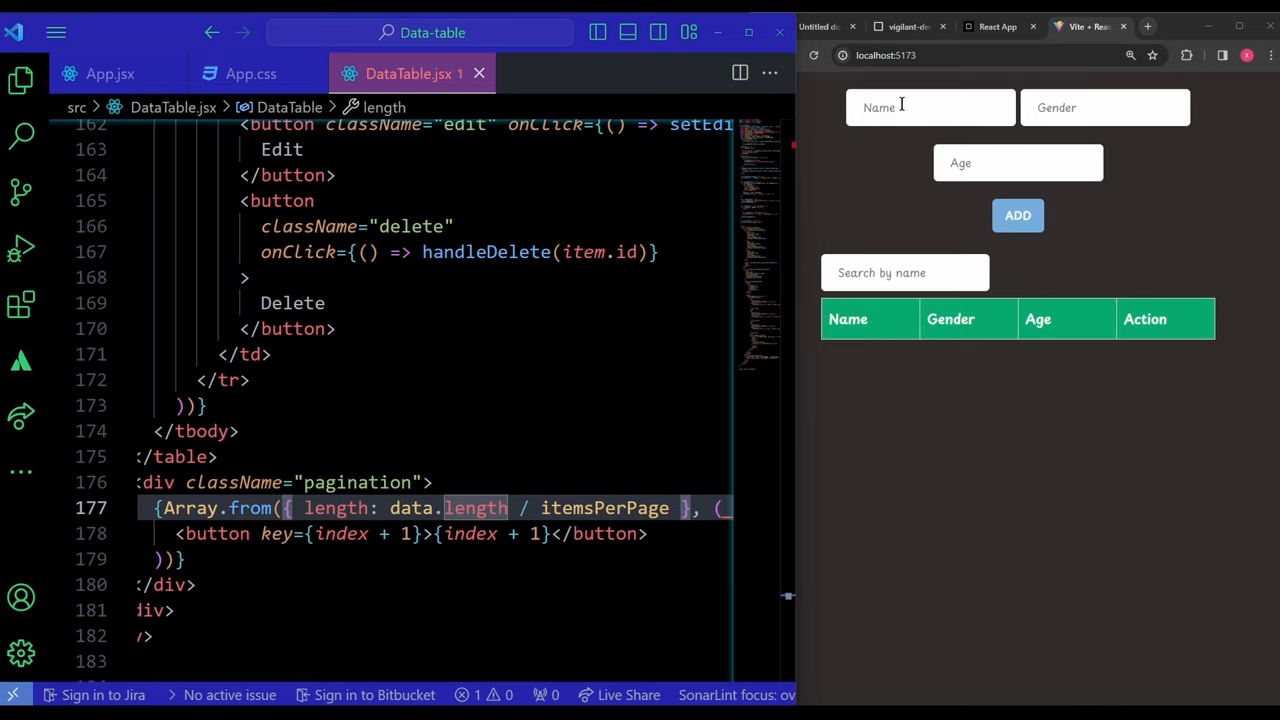 Data-table
Untitled do
vigilant-de
React App
Vite + Reac
App.jsx
App.css
DataTable.jsx 1
localhost:5173
src > DataTable.jsx > DataTable > length
162 <button className="edit" onClick={() => setEdi
163 Edit
164 </button>
165 <button
166 className="delete"
167 onClick={() => handleDelete(item.id)}
168 >
169 Delete
170 </button>
171 </td>
172 </tr>
173 ))}
174 </tbody>
175 </table>
176 <div className="pagination">
177 {Array.from({ length: data.length / itemsPerPage }, (_
178 <button key={index + 1}>{index + 1}</button>
179 ))}
180 </div>
181 div>
182 />
183
Name
Gender
Age
ADD
Search by name
Name Gender Age Action
Sign in to Jira No active issue Sign in to Bitbucket 1 0 0 Live Share SonarLint focus: ov